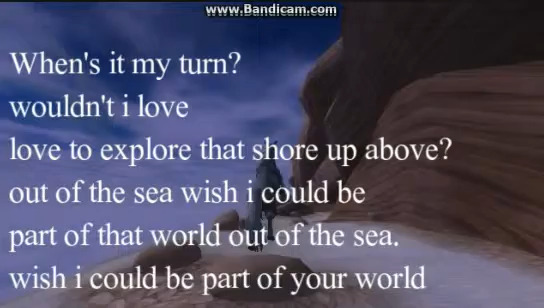 www.Bandicam.com
When's it my turn?
wouldn't i love
love to explore that shore up above?
out of the sea wish i could be
part of that world out of the sea.
wish i could be part of your world